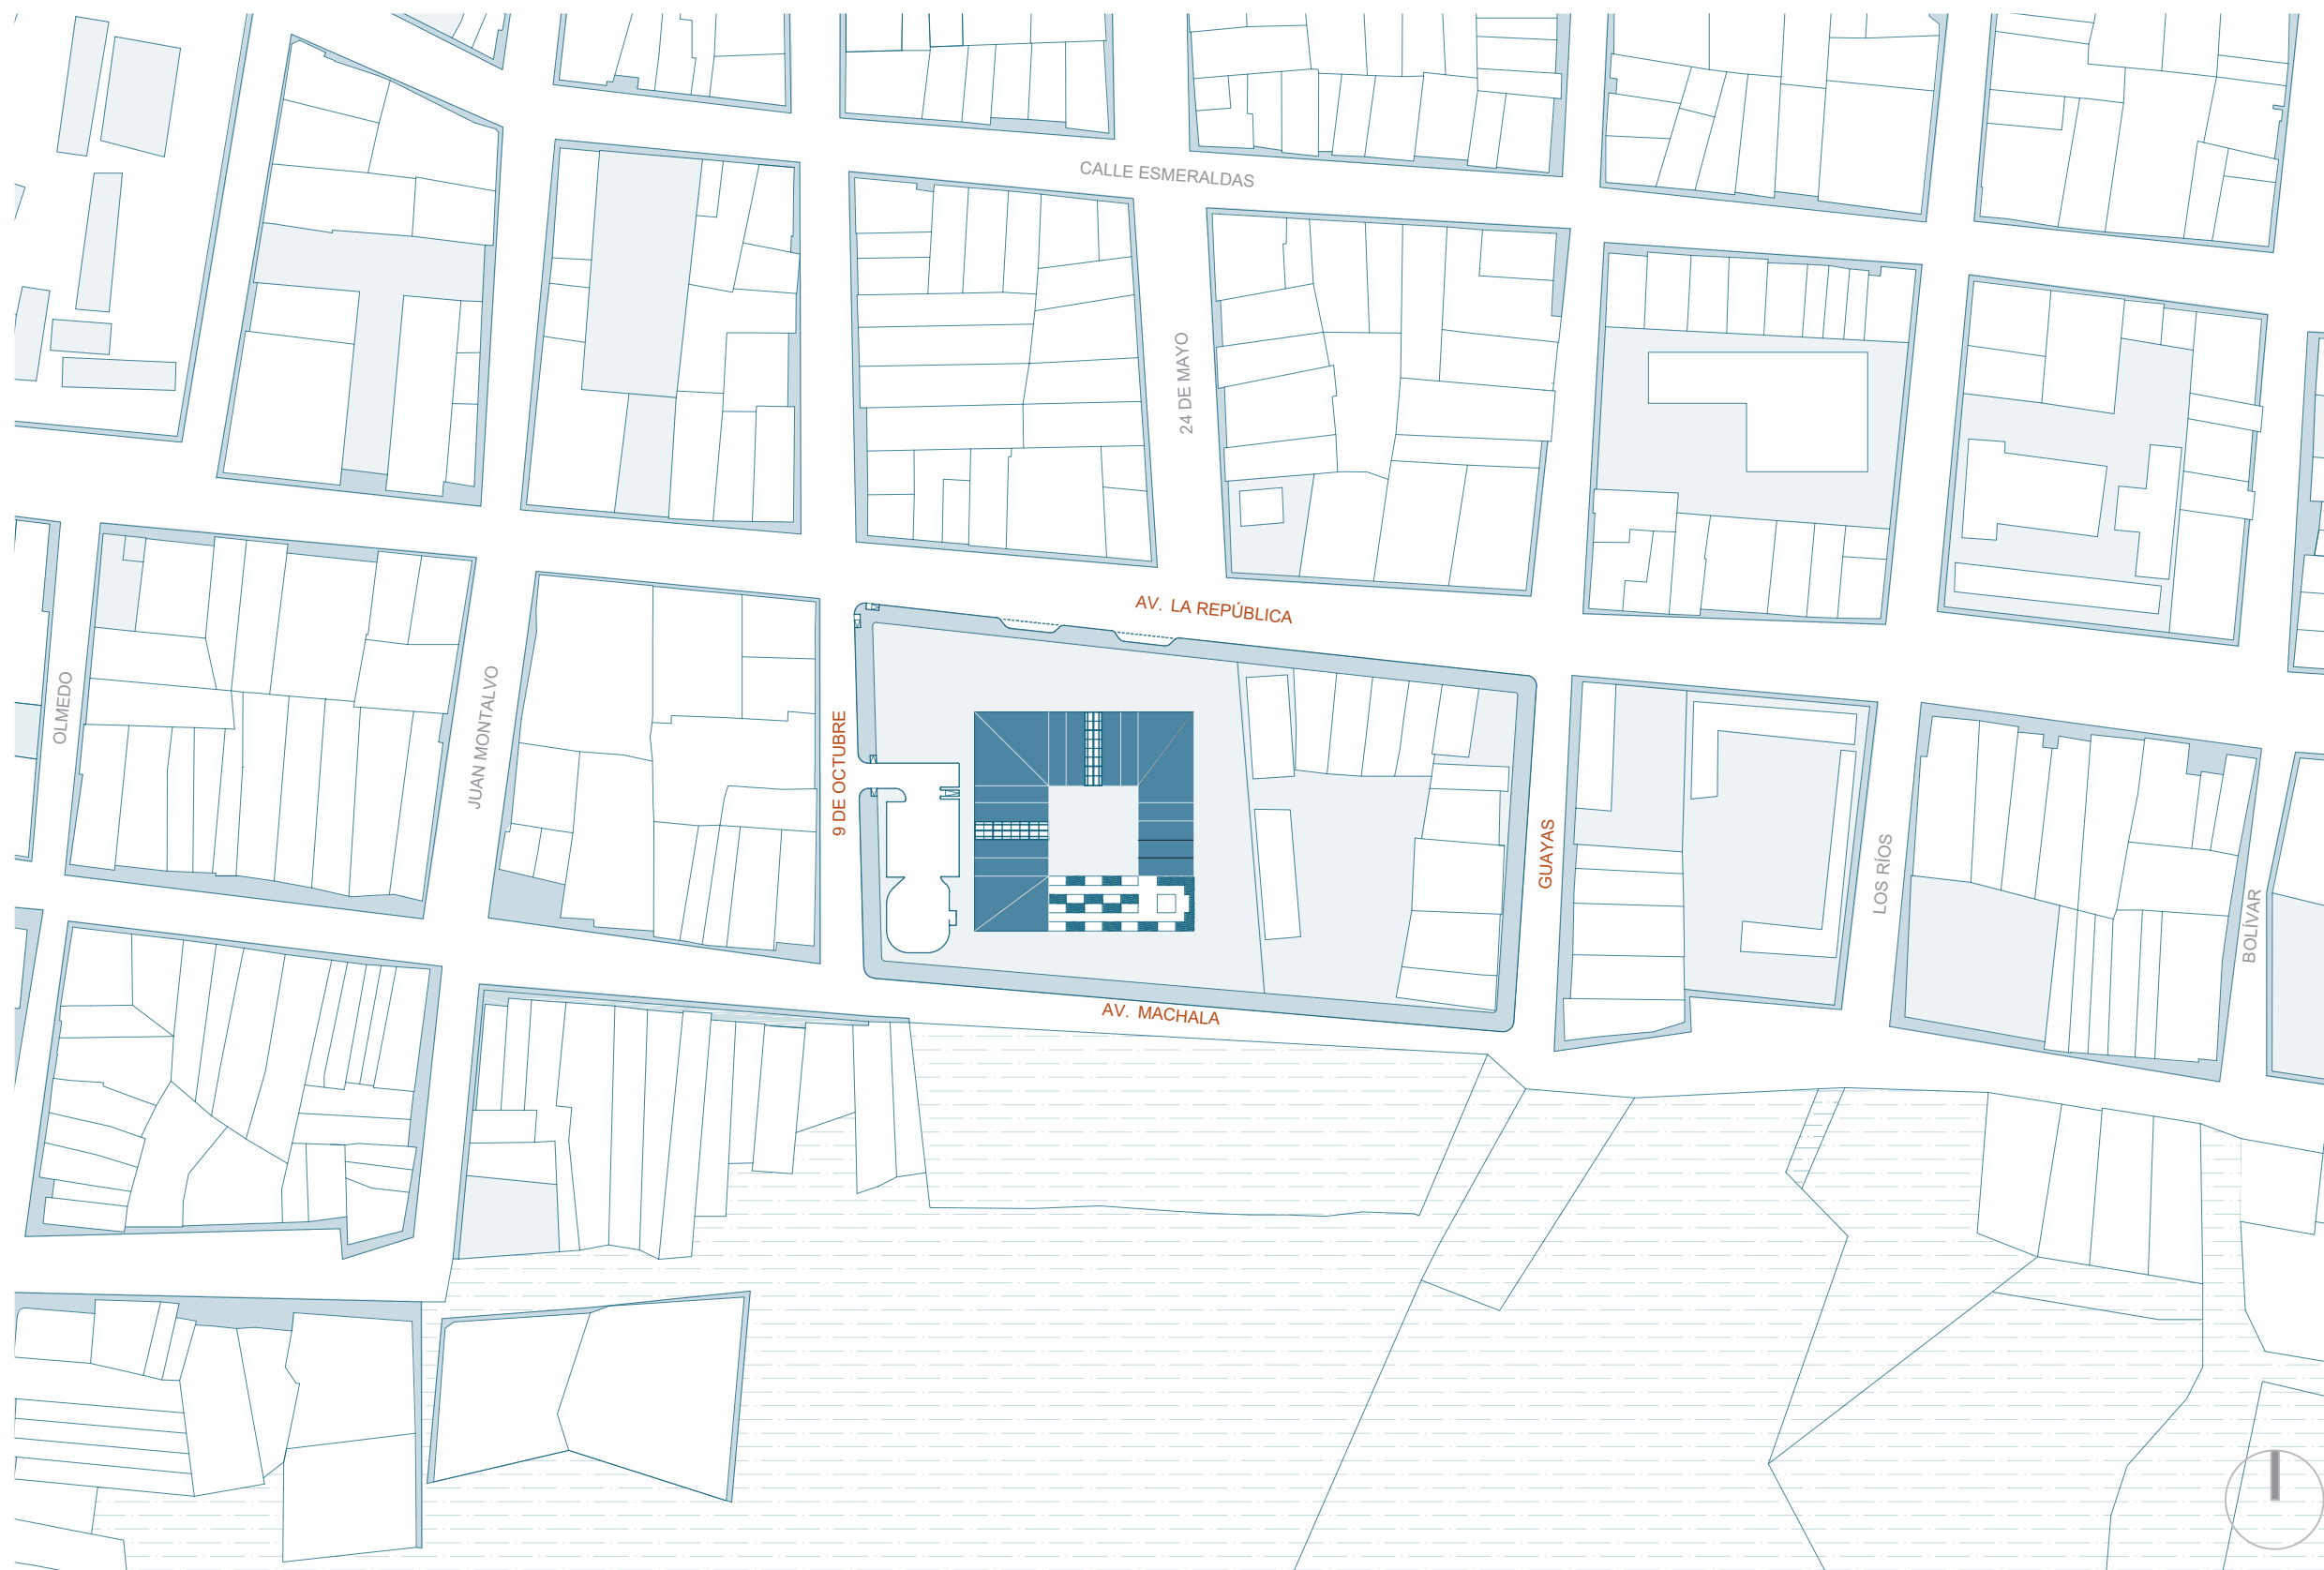 CALLE ESMERALDAS
24 DE MAYO
AV. LA REPÚBLICA
OLMEDO
JUAN MONTALVO
9 DE OCTUBRE
GUAYAS
LOS RÍOS
BOLÍVAR
AV. MACHALA